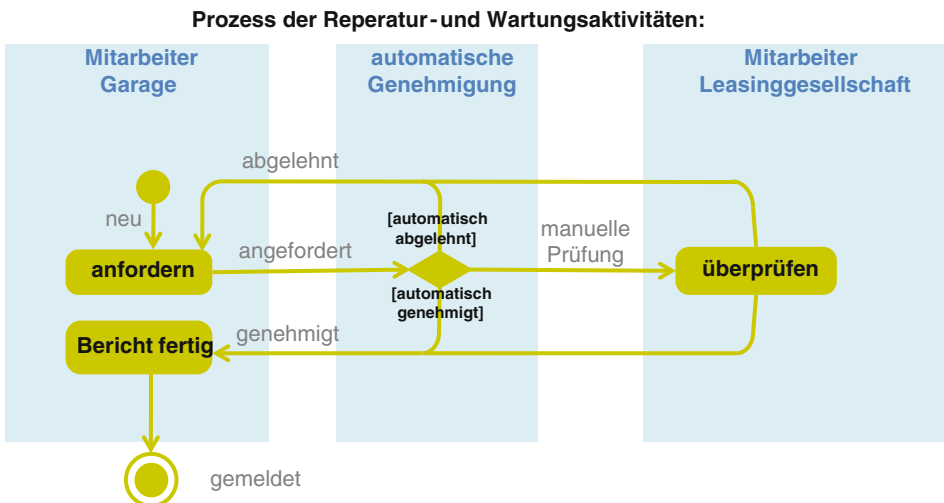 Prozess der Reperatur-und Wartungsaktivitäten:
Mitarbeiter
Garage
automatische
Genehmigung
Mitarbeiter
Leasinggesellschaft
abgelehnt
neu
[automatisch
abgelehnt]
anfordern
angefordert
manuelle
Prüfung
überprüfen
[automatisch
genehmigt]
Bericht fertig
genehmigt
gemeldet